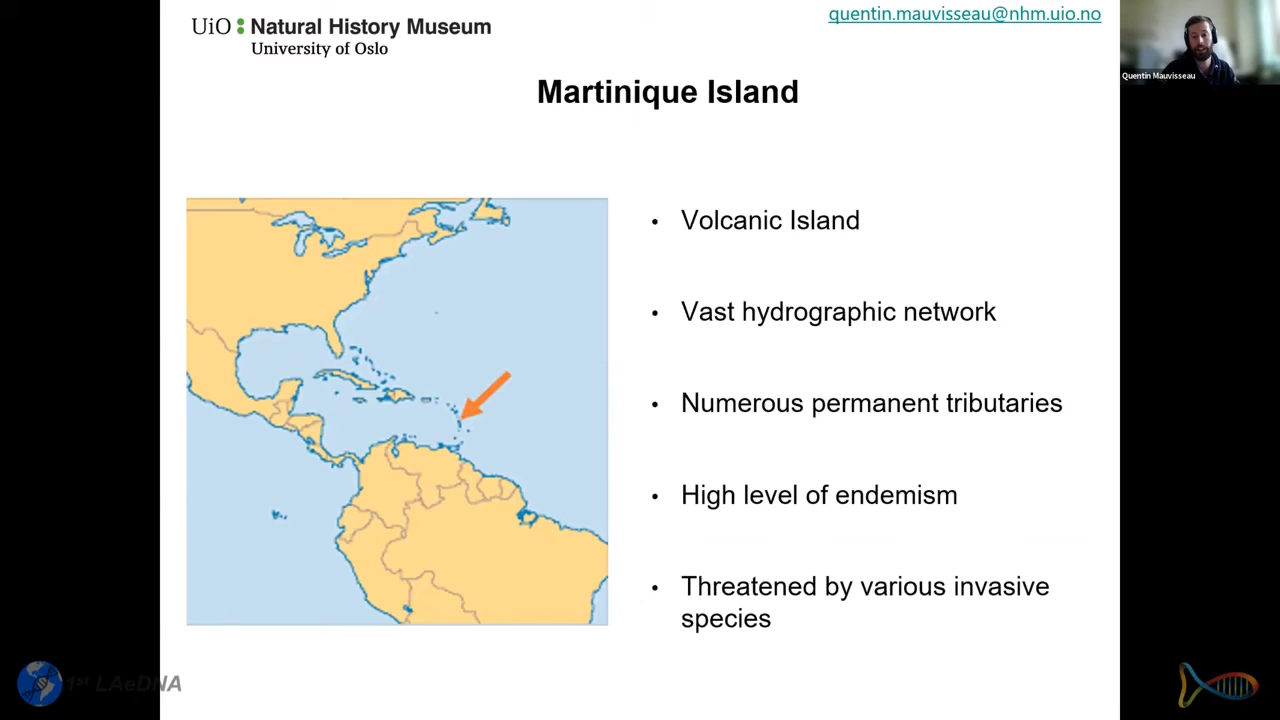 UiO : Natural History Museum
University of Oslo
quentin.mauvisseau@nhm.uio.no
Quentin Mauvisseau
Martinique Island
• Volcanic Island
• Vast hydrographic network
• Numerous permanent tributaries
• High level of endemism
• Threatened by various invasive
species
1st LAeDNA